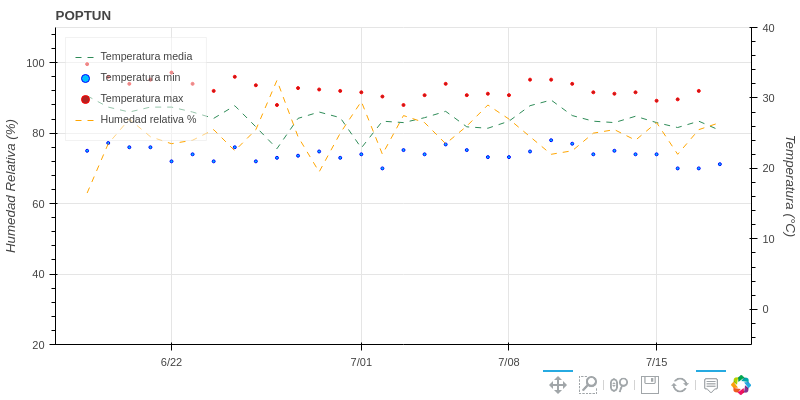 POPTUN
Temperatura media
Temperatura min
Temperatura max
Humedad relativa %
Humedad Relativa (%)
100
80
60
40
20
Temperatura (°C)
40
30
20
10
0
6/22
7/01
7/08
7/15